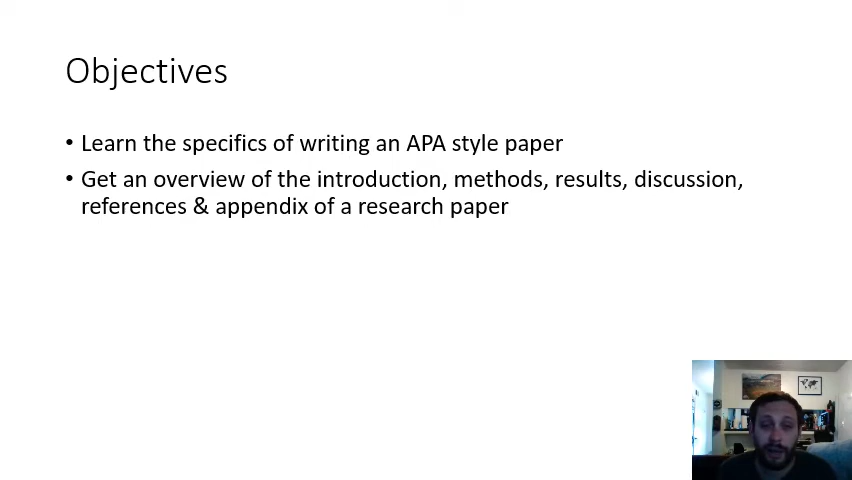 Objectives
• Learn the specifics of writing an APA style paper
• Get an overview of the introduction, methods, results, discussion,
references & appendix of a research paper